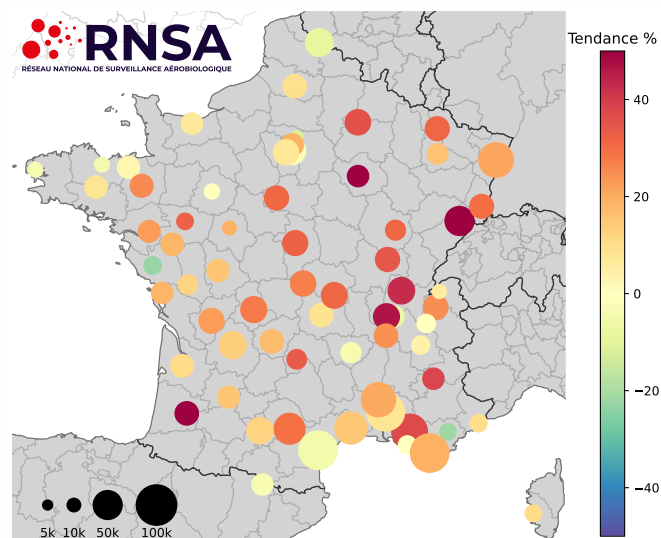 RNSA
RÉSEAU NATIONAL DE SURVEILLANCE AÉROBIOLOGIQUE
Tendance %
40
20
0
−20
−40
5k 10k 50k 100k